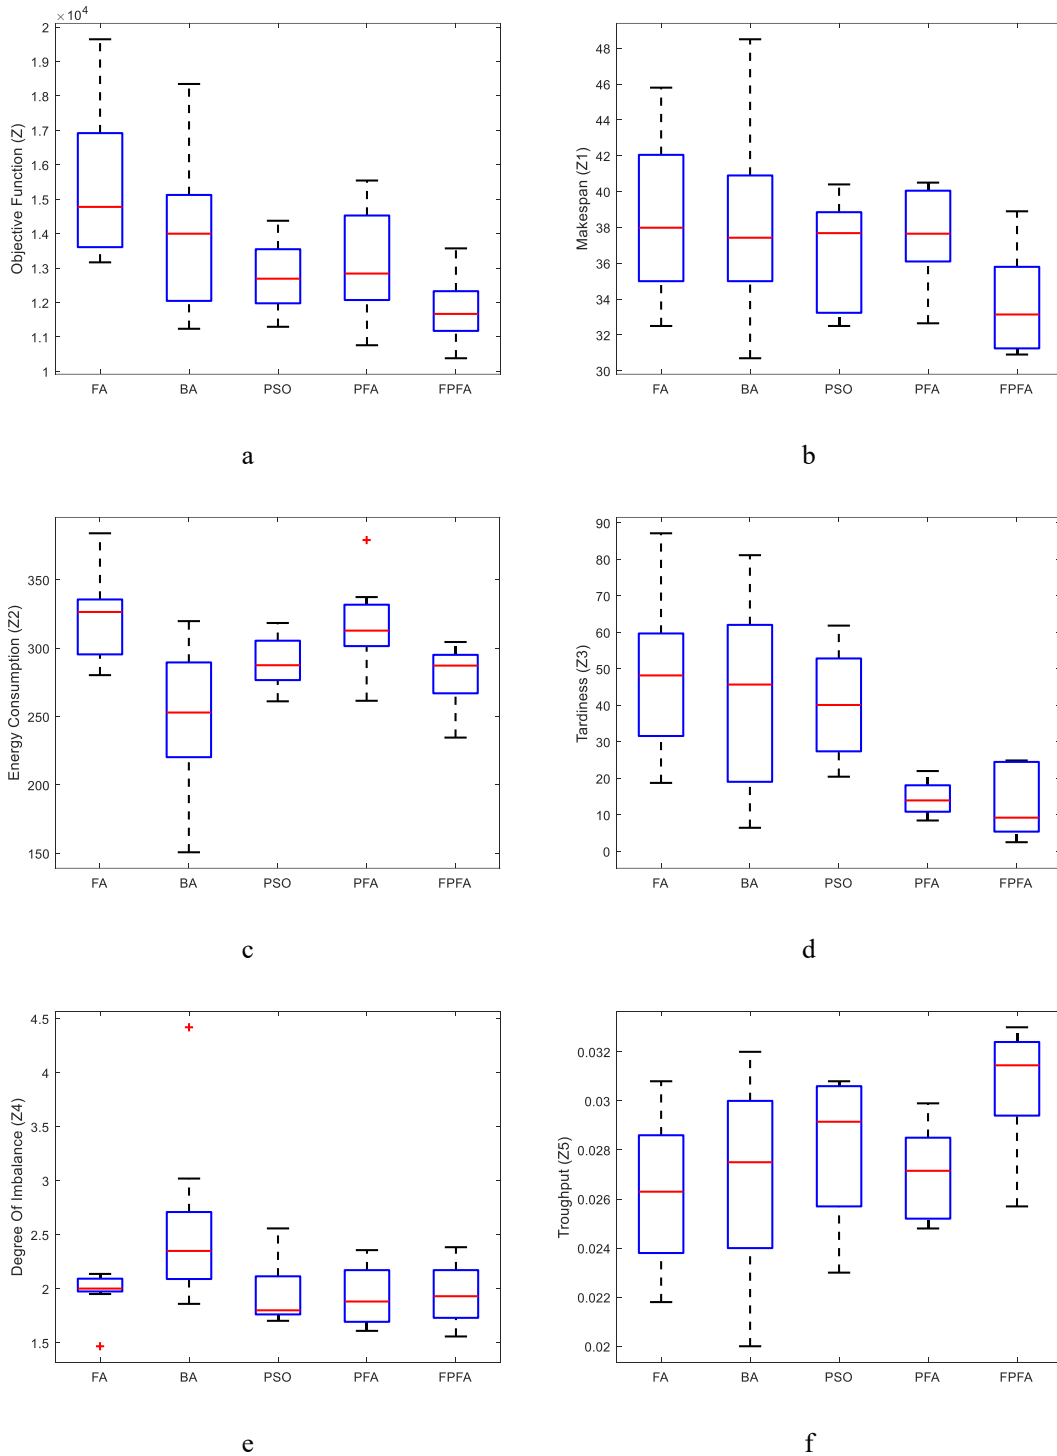 ×10⁴
2
1.9
1.8
1.7
1.6
1.5
1.4
1.3
1.2
1.1
1
Objective Function (Z)
FA BA PSO PFA FPFA
a
48
46
44
42
40
38
36
34
32
30
Makespan (Z1)
FA BA PSO PFA FPFA
b
350
300
250
200
150
Energy Consumption (Z2)
FA BA PSO PFA FPFA
c
90
80
70
60
50
40
30
20
10
0
Tardiness (Z3)
FA BA PSO PFA FPFA
d
4.5
4
3.5
3
2.5
2
1.5
Degree Of Imbalance (Z4)
FA BA PSO PFA FPFA
e
0.032
0.03
0.028
0.026
0.024
0.022
0.02
Troughput (Z5)
FA BA PSO PFA FPFA
f